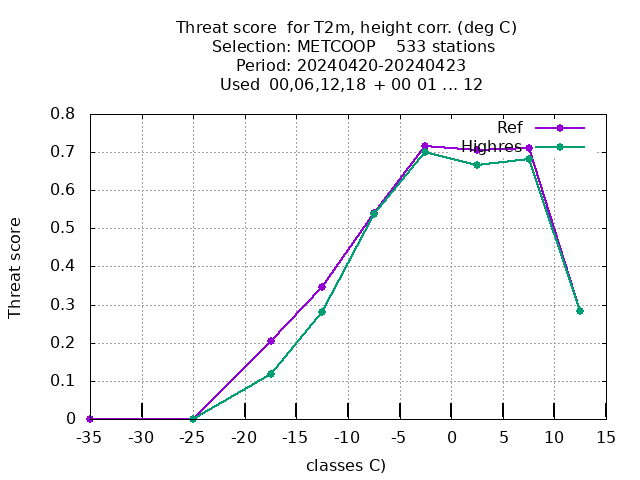 Threat score  for T2m, height corr. (deg C)
Selection: METCOOP    533 stations
Period: 20240420-20240423
Used  00,06,12,18  + 00 01 ... 12
Ref
Highres
0.8
0.7
0.6
0.5
0.4
0.3
0.2
0.1
0
Threat score
-35 -30 -25 -20 -15 -10 -5 0 5 10 15
classes C)